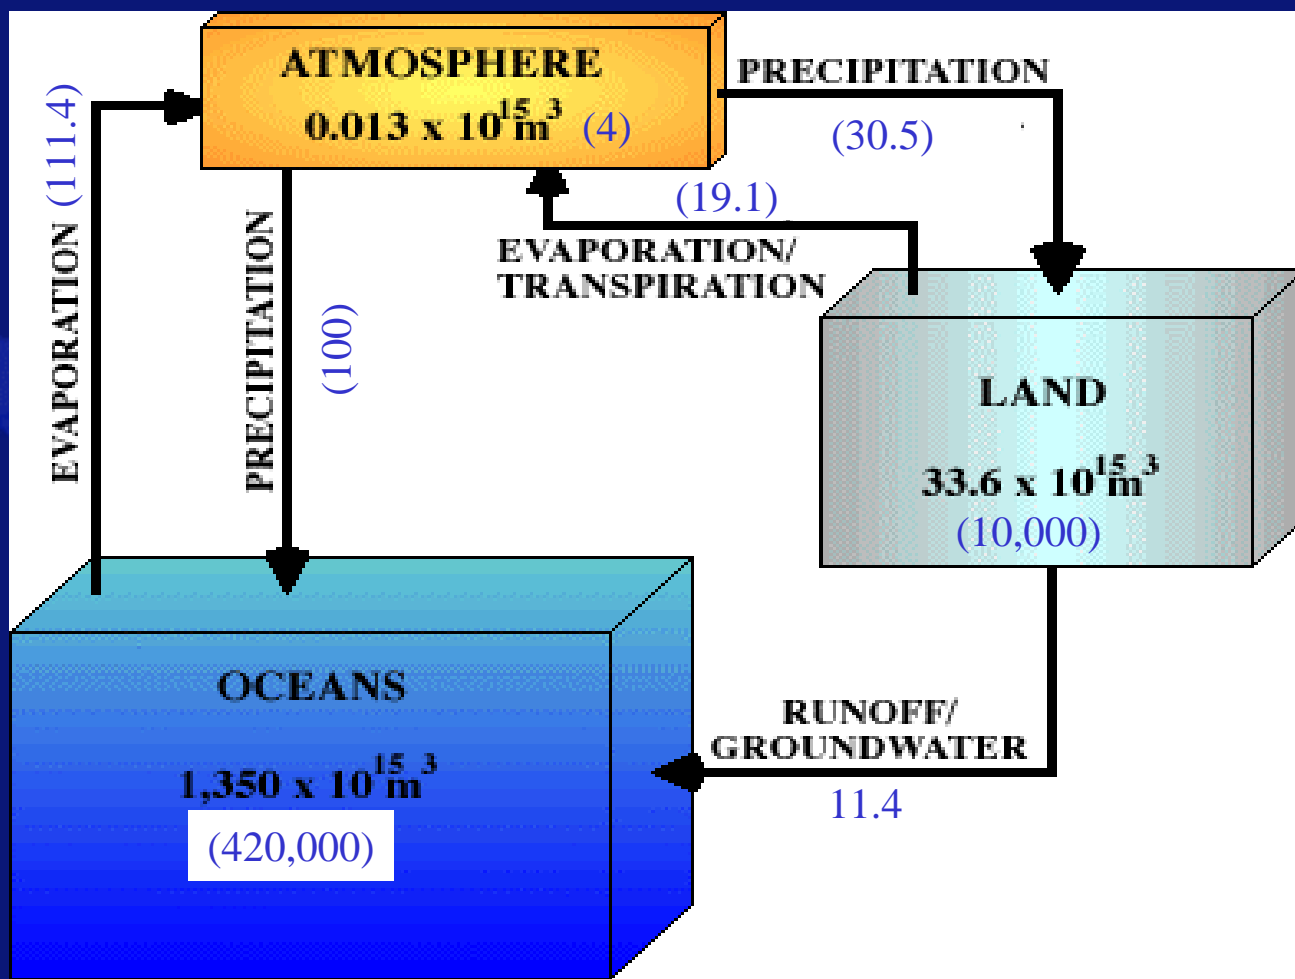 ATMOSPHERE
0.013 x 10¹⁵m³ (4)
PRECIPITATION
(30.5)
(19.1)
EVAPORATION/
TRANSPIRATION
EVAPORATION (111.4)
PRECIPITATION
(100)
LAND
33.6 x 10¹⁵m³
(10,000)
OCEANS
1,350 x 10¹⁵m³
(420,000)
RUNOFF/
GROUNDWATER
11.4